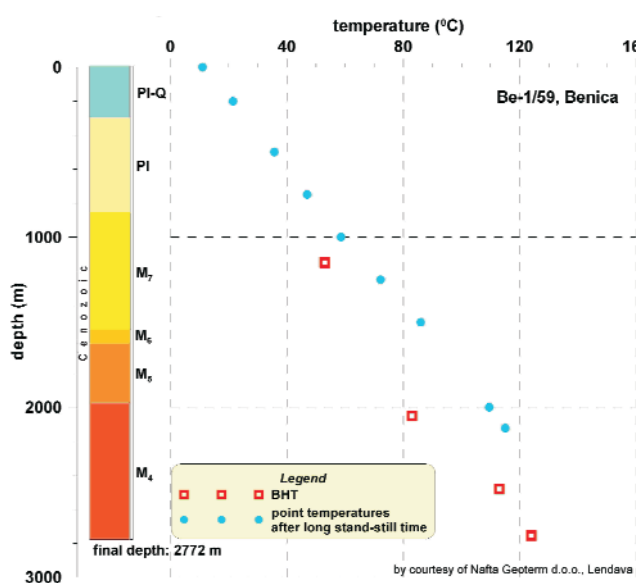 temperature (⁰C)
0
40
80
120
16
0
1000
2000
3000
depth (m)
Cenozoic
Pl-Q
Pl
M₇
M₆
M₅
M₄
Be-1/59, Benica
Legend
BHT
point temperatures
after long stand-still time
final depth: 2772 m
by courtesy of Nafta Geoterm d.o.o., Lendava